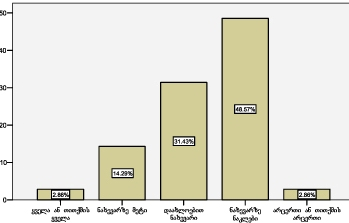 50
40
30
20
10
0
2.86%
14.29%
31.43%
48.57%
2.86%
ყველა ან თითქმის ყველა
ნახევარზე მეტი
დაახლოებით ნახევარი
ნახევარზე ნაკლები
არცერთი ან თითქმის არცერთი